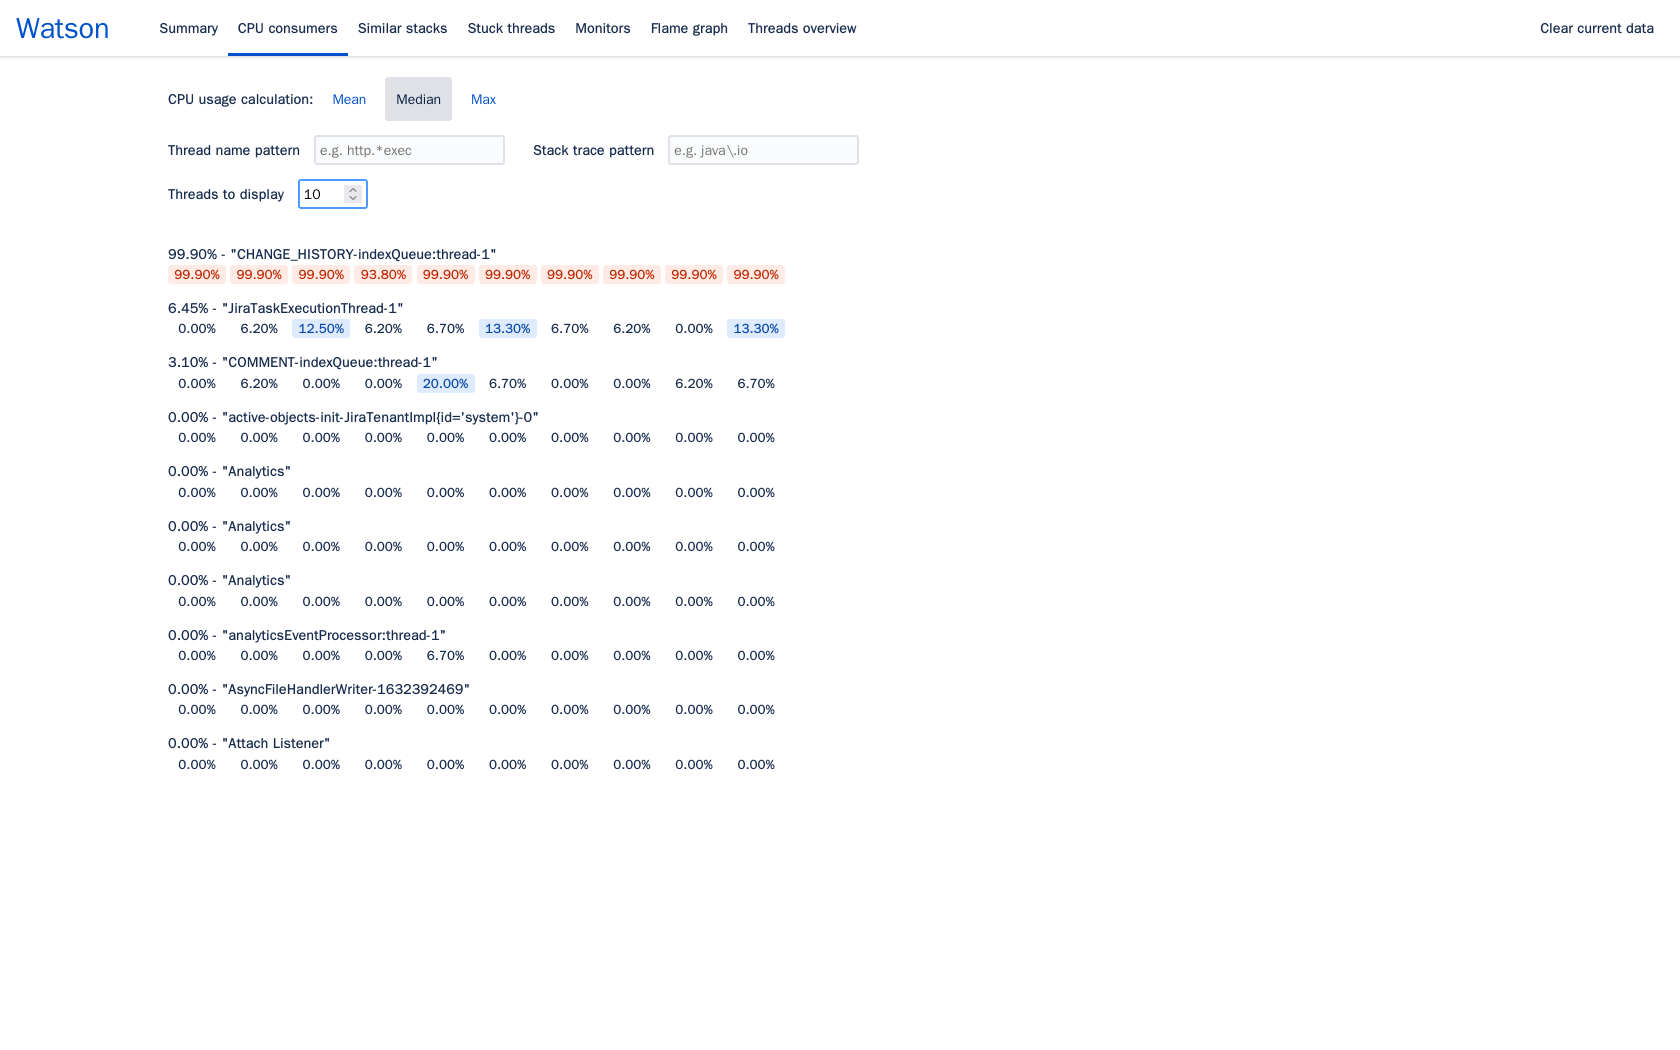 Watson Summary CPU consumers Similar stacks Stuck threads Monitors Flame graph Threads overview Clear current data
CPU usage calculation: Mean Median Max
Thread name pattern e.g. http.*exec Stack trace pattern e.g. java\.io
Threads to display 10
99.90% - "CHANGE_HISTORY-indexQueue:thread-1"
99.90% 99.90% 99.90% 93.80% 99.90% 99.90% 99.90% 99.90% 99.90% 99.90%
6.45% - "JiraTaskExecutionThread-1"
0.00% 6.20% 12.50% 6.20% 6.70% 13.30% 6.70% 6.20% 0.00% 13.30%
3.10% - "COMMENT-indexQueue:thread-1"
0.00% 6.20% 0.00% 0.00% 20.00% 6.70% 0.00% 0.00% 6.20% 6.70%
0.00% - "active-objects-init-JiraTenantImpl{id='system'}-0"
0.00% 0.00% 0.00% 0.00% 0.00% 0.00% 0.00% 0.00% 0.00% 0.00%
0.00% - "Analytics"
0.00% 0.00% 0.00% 0.00% 0.00% 0.00% 0.00% 0.00% 0.00% 0.00%
0.00% - "Analytics"
0.00% 0.00% 0.00% 0.00% 0.00% 0.00% 0.00% 0.00% 0.00% 0.00%
0.00% - "Analytics"
0.00% 0.00% 0.00% 0.00% 0.00% 0.00% 0.00% 0.00% 0.00% 0.00%
0.00% - "analyticsEventProcessor:thread-1"
0.00% 0.00% 0.00% 0.00% 6.70% 0.00% 0.00% 0.00% 0.00% 0.00%
0.00% - "AsyncFileHandlerWriter-1632392469"
0.00% 0.00% 0.00% 0.00% 0.00% 0.00% 0.00% 0.00% 0.00% 0.00%
0.00% - "Attach Listener"
0.00% 0.00% 0.00% 0.00% 0.00% 0.00% 0.00% 0.00% 0.00% 0.00%